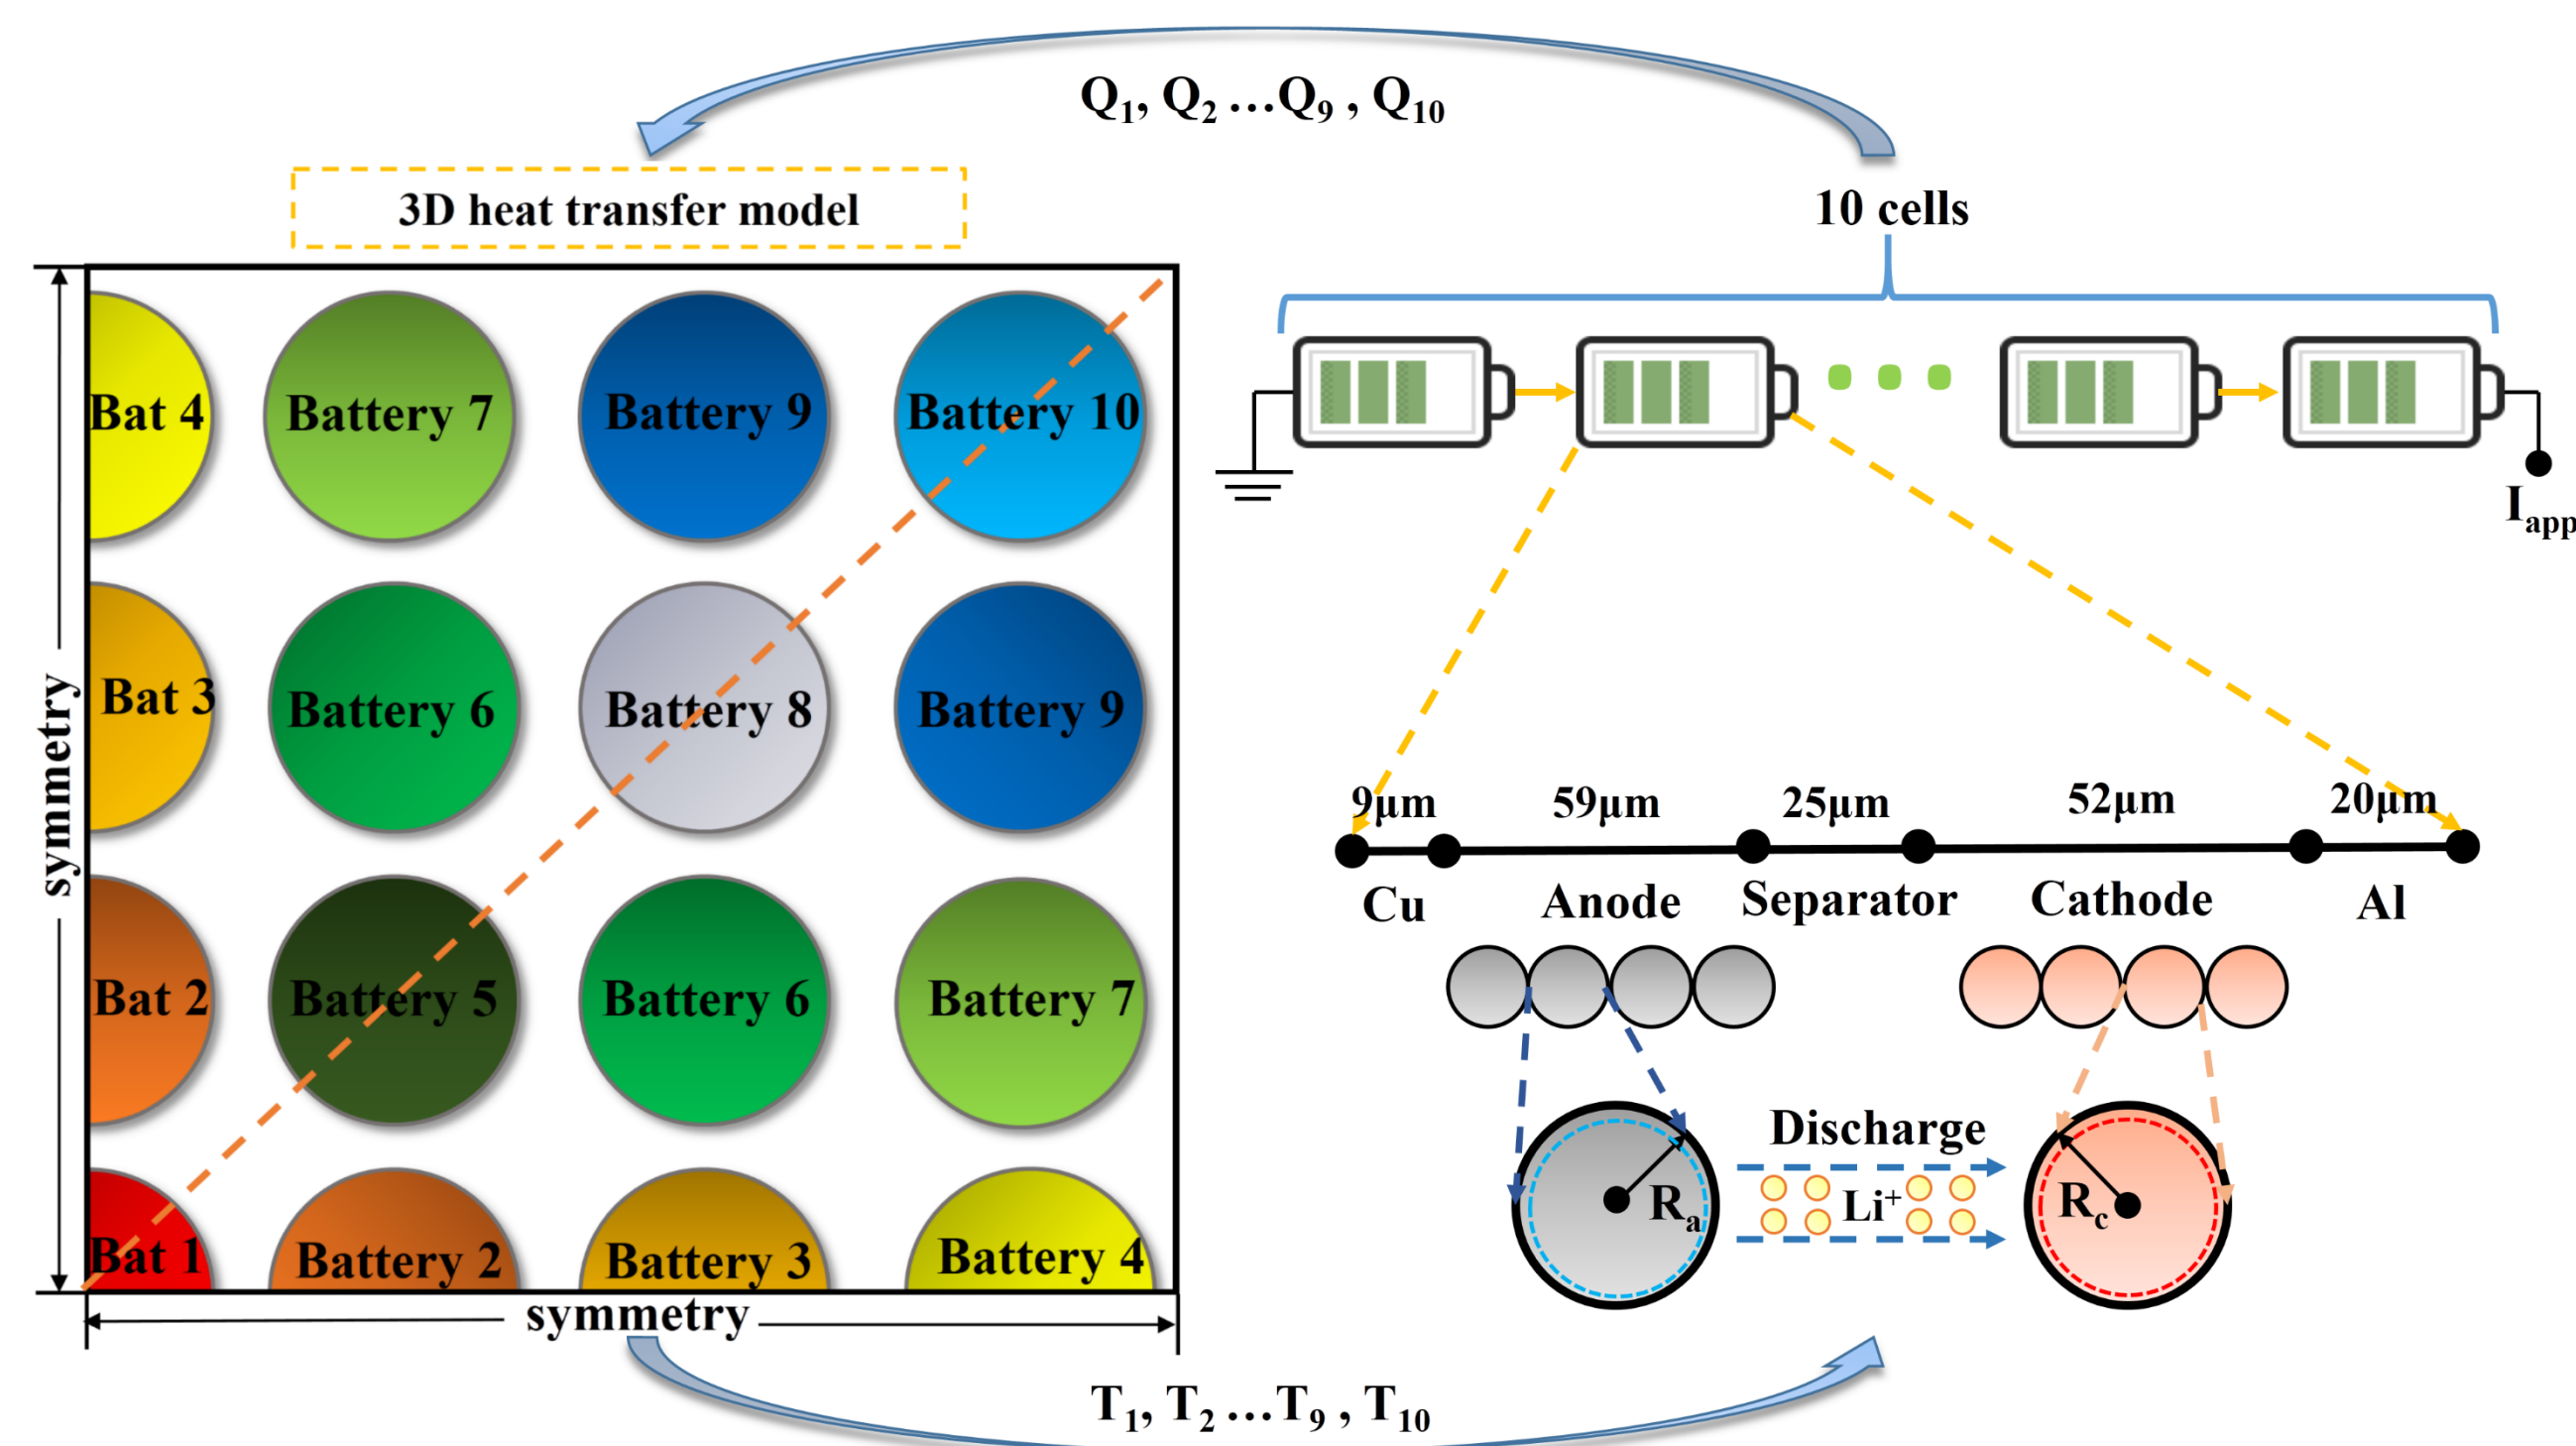 Q1, Q2 …Q9 , Q10
3D heat transfer model
10 cells
Bat 4
Battery 7
Battery 9
Battery 10
Iapp
Bat 3
Battery 6
Battery 8
Battery 9
symmetry
9μm
59μm
25μm
52μm
20μm
Cu
Anode
Separator
Cathode
Al
Bat 2
Battery 5
Battery 6
Battery 7
Discharge
Li+
Ra
Rc
Bat 1
Battery 2
Battery 3
Battery 4
symmetry
T1, T2 …T9 , T10